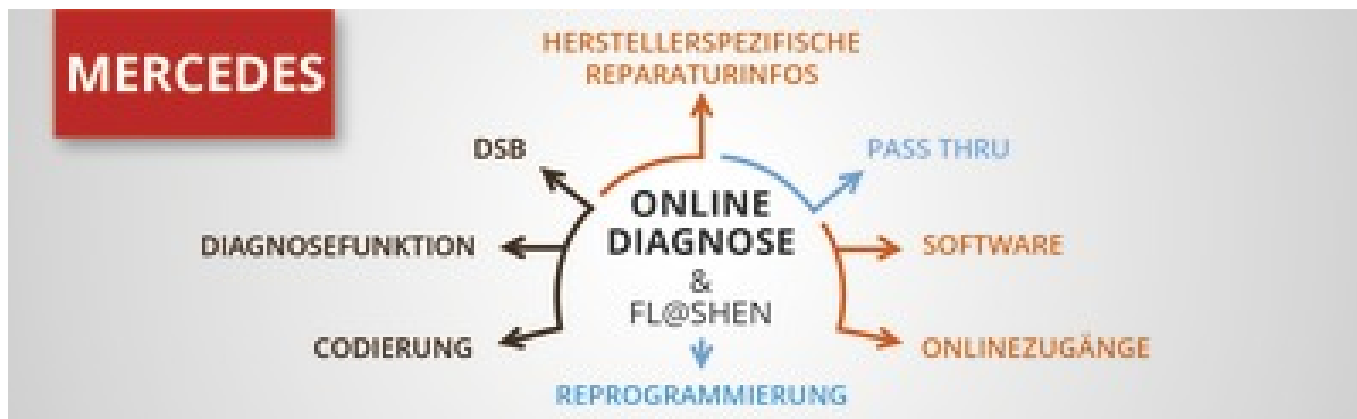 MERCEDES
HERSTELLERSPEZIFISCHE
REPARATURINFOS
DSB
PASS THRU
ONLINE
DIAGNOSE
&
FL@SHEN
DIAGNOSEFUNKTION
SOFTWARE
CODIERUNG
ONLINEZUGÄNGE
REPROGRAMMIERUNG